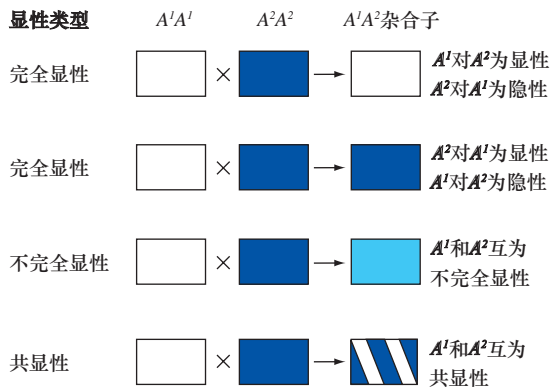 显性类型 A¹A¹ A²A² A¹A²杂合子
完全显性 × → A¹对A²为显性
A²对A¹为隐性
完全显性 × → A²对A¹为显性
A¹对A²为隐性
不完全显性 × → A¹和A²互为
不完全显性
共显性 × → A¹和A²互为
共显性